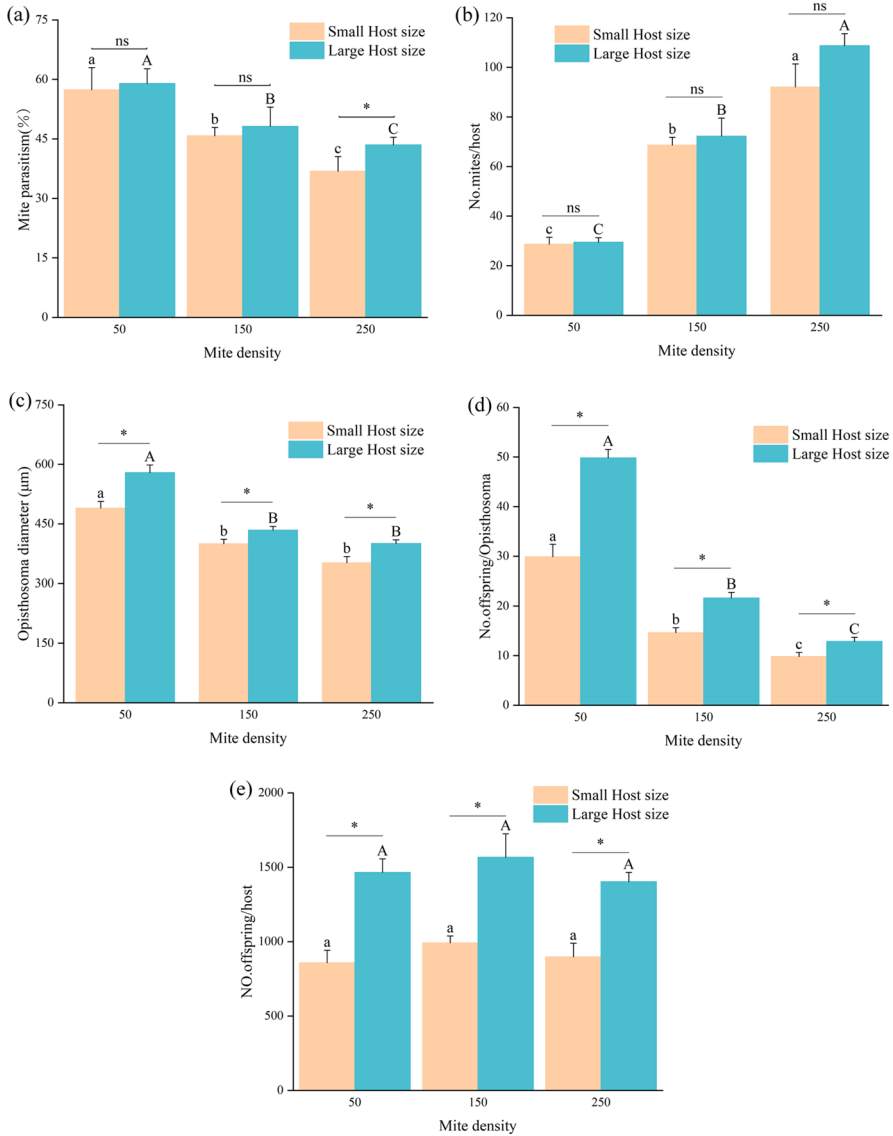 (a)
Small Host size
Large Host size
Mite parasitism(%)
75
60
45
30
15
0
ns
a A
ns
b B
*
c C
50 150 250
Mite density
(b)
Small Host size
Large Host size
No.mites/host
120
100
80
60
40
20
0
ns
c C
ns
b B
ns
a A
50 150 250
Mite density
(c)
Small Host size
Large Host size
Opisthosoma diameter (μm)
750
600
450
300
150
0
*
a A
*
b B
*
b B
50 150 250
Mite density
(d)
Small Host size
Large Host size
No.offspring/Opisthosoma
60
50
40
30
20
10
0
*
a A
*
b B
*
c C
50 150 250
Mite density
(e)
Small Host size
Large Host size
NO.offspring/host
2000
1500
1000
500
0
*
a A
*
a A
*
a A
50 150 250
Mite density